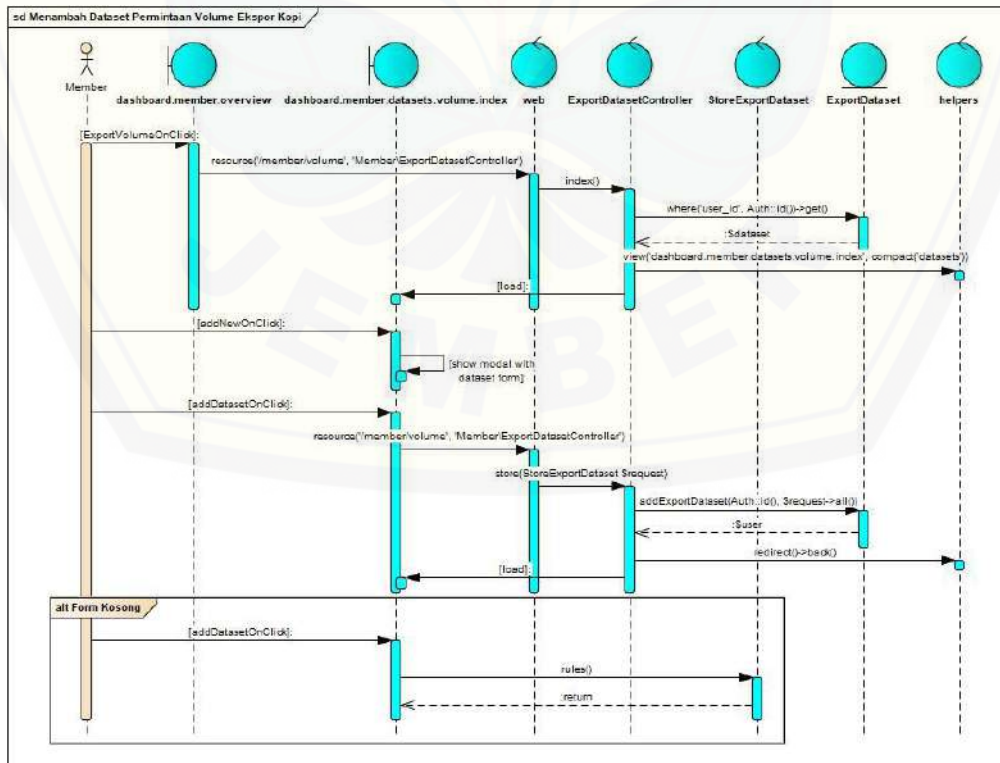 sd Menambah Dataset Permintaan Volume Ekspor Kopi
Member
dashboard.member.overview
dashboard.member.datasets.volume.index
web
ExportDatasetController
StoreExportDataset
ExportDataset
helpers
[ExportVolumeOnClick]:
resource('/member/volume', 'Member\ExportDatasetController')
index()
where('user_id', Auth::id())->get()
:$dataset
view('dashboard.member.datasets.volume.index', compact('datasets'))
[load]:
[addNewOnClick]:
[show modal with
dataset form]:
[addDatasetOnClick]:
resource('/member/volume', 'Member\ExportDatasetController')
store(StoreExportDataset $request)
addExportDataset(Auth::id(), $request->all())
:$user
redirect()->back()
[load]:
alt Form Kosong
[addDatasetOnClick]:
rules()
:return
JEMBER